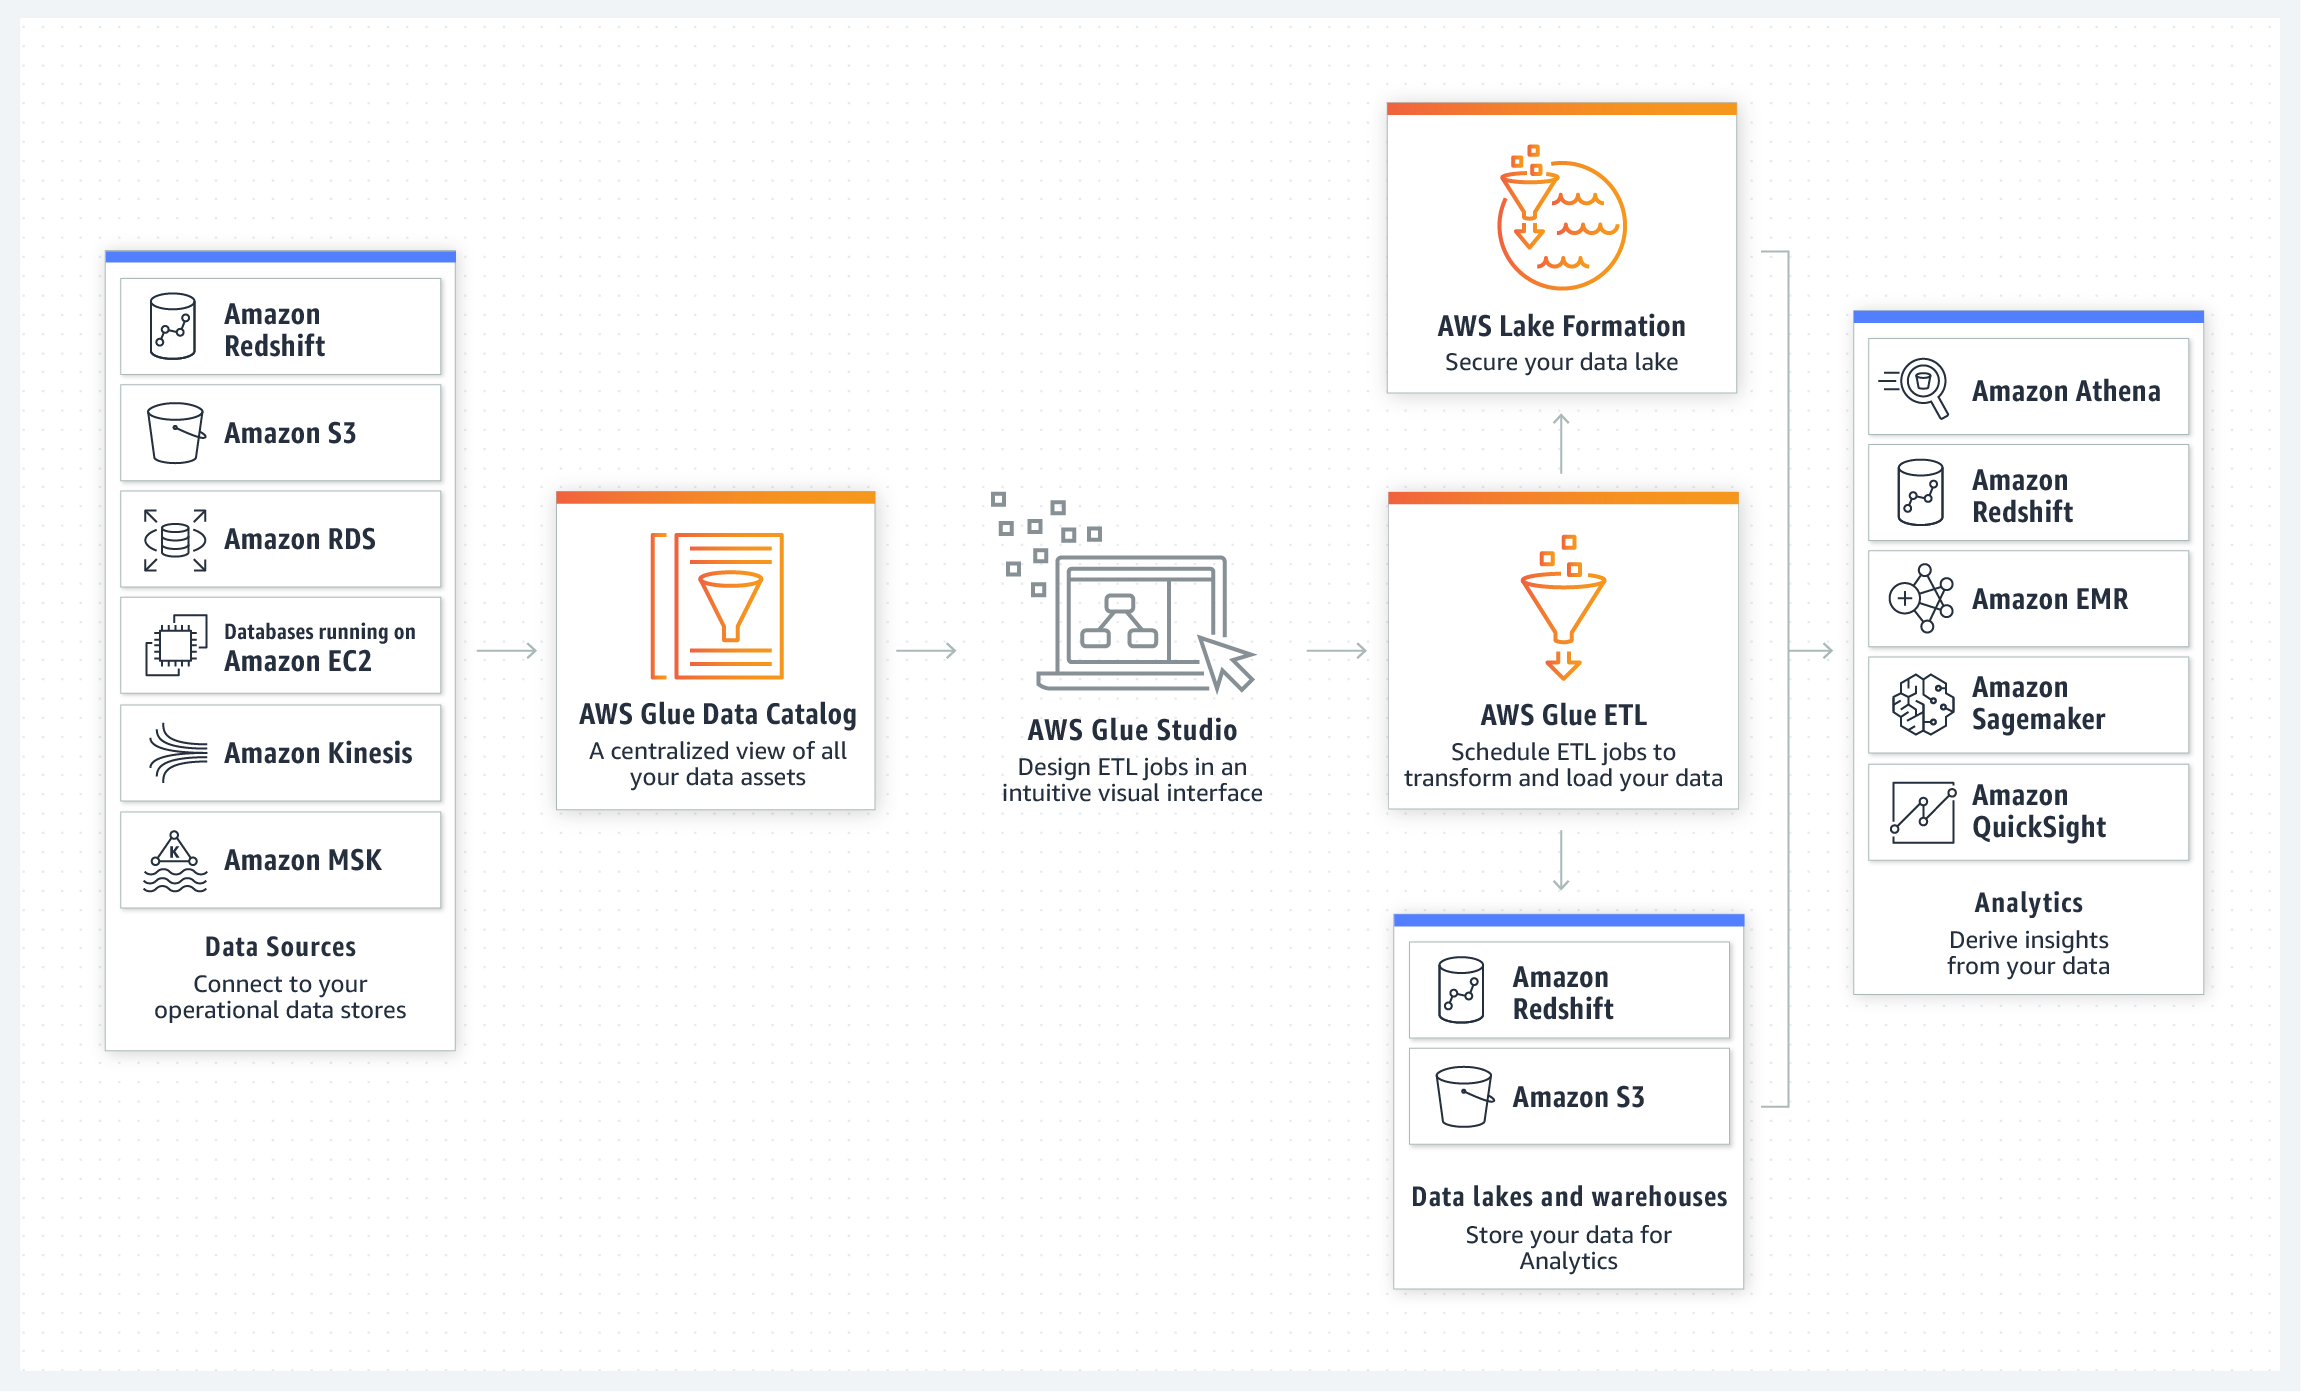 Amazon
Redshift
Amazon S3
Amazon RDS
Databases running on
Amazon EC2
Amazon Kinesis
K
Amazon MSK
Data Sources
Connect to your
operational data stores
AWS Glue Data Catalog
A centralized view of all
your data assets
AWS Glue Studio
Design ETL jobs in an
intuitive visual interface
AWS Lake Formation
Secure your data lake
AWS Glue ETL
Schedule ETL jobs to
transform and load your data
Amazon
Redshift
Amazon S3
Data lakes and warehouses
Store your data for
Analytics
Amazon Athena
Amazon
Redshift
Amazon EMR
Amazon
Sagemaker
Amazon
QuickSight
Analytics
Derive insights
from your data